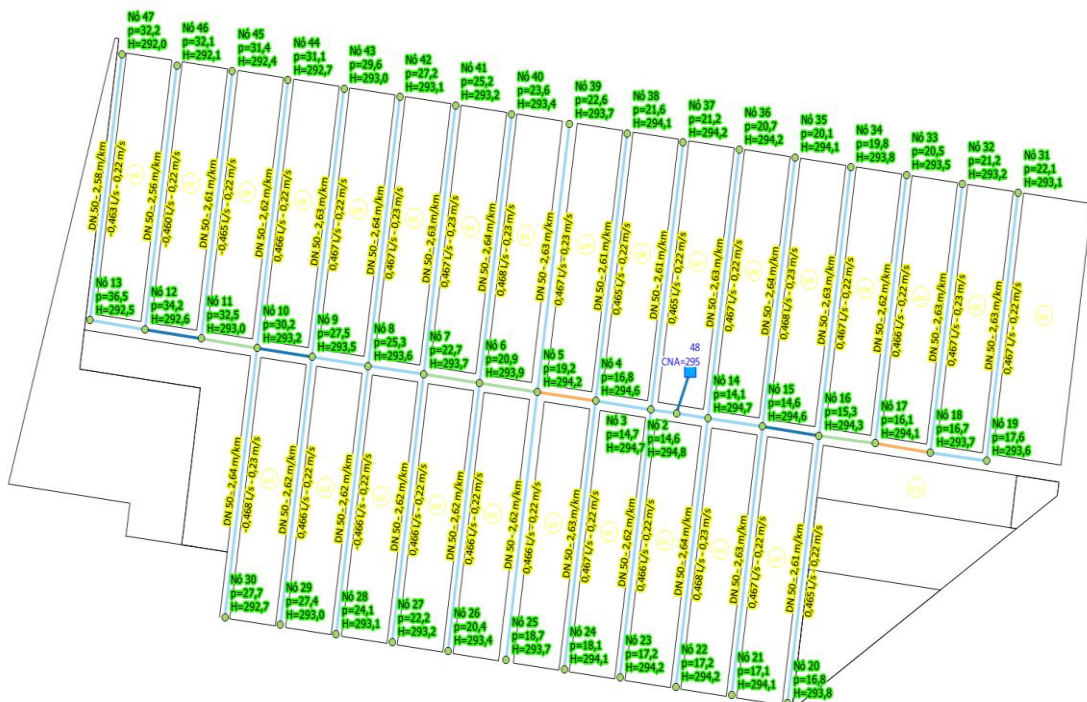 Nó 47
p=32,2
H=292,0
Nó 46
p=32,1
H=292,1
Nó 45
p=31,4
H=292,4
Nó 44
p=31,1
H=292,7
Nó 43
p=29,6
H=293,0
Nó 42
p=27,2
H=293,1
Nó 41
p=25,2
H=293,2
Nó 40
p=23,6
H=293,4
Nó 39
p=22,6
H=293,7
Nó 38
p=21,6
H=294,1
Nó 37
p=21,2
H=294,2
Nó 36
p=20,7
H=294,2
Nó 35
p=20,1
H=294,1
Nó 34
p=19,8
H=293,8
Nó 33
p=20,5
H=293,5
Nó 32
p=21,2
H=293,2
Nó 31
p=22,1
H=293,1
DN 50 - 2,58 m/km
-0,463 L/s - 0,22 m/s
DN 50 - 2,56 m/km
-0,460 L/s - 0,22 m/s
DN 50 - 2,61 m/km
-0,465 L/s - 0,22 m/s
DN 50 - 2,62 m/km
0,466 L/s - 0,22 m/s
DN 50 - 2,63 m/km
0,467 L/s - 0,22 m/s
DN 50 - 2,64 m/km
0,467 L/s - 0,23 m/s
DN 50 - 2,63 m/km
0,467 L/s - 0,23 m/s
DN 50 - 2,64 m/km
0,468 L/s - 0,23 m/s
DN 50 - 2,63 m/km
0,467 L/s - 0,23 m/s
DN 50 - 2,61 m/km
0,465 L/s - 0,22 m/s
DN 50 - 2,61 m/km
0,465 L/s - 0,22 m/s
DN 50 - 2,63 m/km
0,467 L/s - 0,22 m/s
DN 50 - 2,64 m/km
0,468 L/s - 0,23 m/s
DN 50 - 2,63 m/km
0,467 L/s - 0,23 m/s
DN 50 - 2,62 m/km
0,466 L/s - 0,22 m/s
DN 50 - 2,63 m/km
0,467 L/s - 0,23 m/s
DN 50 - 2,63 m/km
0,467 L/s - 0,22 m/s
Nó 13
p=36,5
H=292,5
Nó 12
p=34,2
H=292,6
Nó 11
p=32,5
H=293,0
Nó 10
p=30,2
H=293,2
Nó 9
p=27,5
H=293,5
Nó 8
p=25,3
H=293,6
Nó 7
p=22,7
H=293,7
Nó 6
p=20,9
H=293,9
Nó 5
p=19,2
H=294,2
Nó 4
p=16,8
H=294,6
48
CNA=295
Nó 3
p=14,7
H=294,7
Nó 2
p=14,6
H=294,8
Nó 14
p=14,1
H=294,7
Nó 15
p=14,6
H=294,6
Nó 16
p=15,3
H=294,3
Nó 17
p=16,1
H=294,1
Nó 18
p=16,7
H=293,7
Nó 19
p=17,6
H=293,6
DN 50 - 2,64 m/km
-0,468 L/s - 0,23 m/s
DN 50 - 2,62 m/km
0,466 L/s - 0,22 m/s
DN 50 - 2,62 m/km
-0,466 L/s - 0,22 m/s
DN 50 - 2,62 m/km
0,466 L/s - 0,22 m/s
DN 50 - 2,62 m/km
0,466 L/s - 0,22 m/s
DN 50 - 2,62 m/km
0,466 L/s - 0,22 m/s
DN 50 - 2,63 m/km
0,467 L/s - 0,22 m/s
DN 50 - 2,62 m/km
0,466 L/s - 0,22 m/s
DN 50 - 2,64 m/km
0,468 L/s - 0,23 m/s
DN 50 - 2,63 m/km
0,467 L/s - 0,22 m/s
DN 50 - 2,61 m/km
0,465 L/s - 0,22 m/s
Nó 30
p=27,7
H=292,7
Nó 29
p=27,4
H=293,0
Nó 28
p=24,1
H=293,1
Nó 27
p=22,2
H=293,2
Nó 26
p=20,4
H=293,4
Nó 25
p=18,7
H=293,7
Nó 24
p=18,1
H=294,1
Nó 23
p=17,2
H=294,2
Nó 22
p=17,2
H=294,2
Nó 21
p=17,1
H=294,1
Nó 20
p=16,8
H=293,8